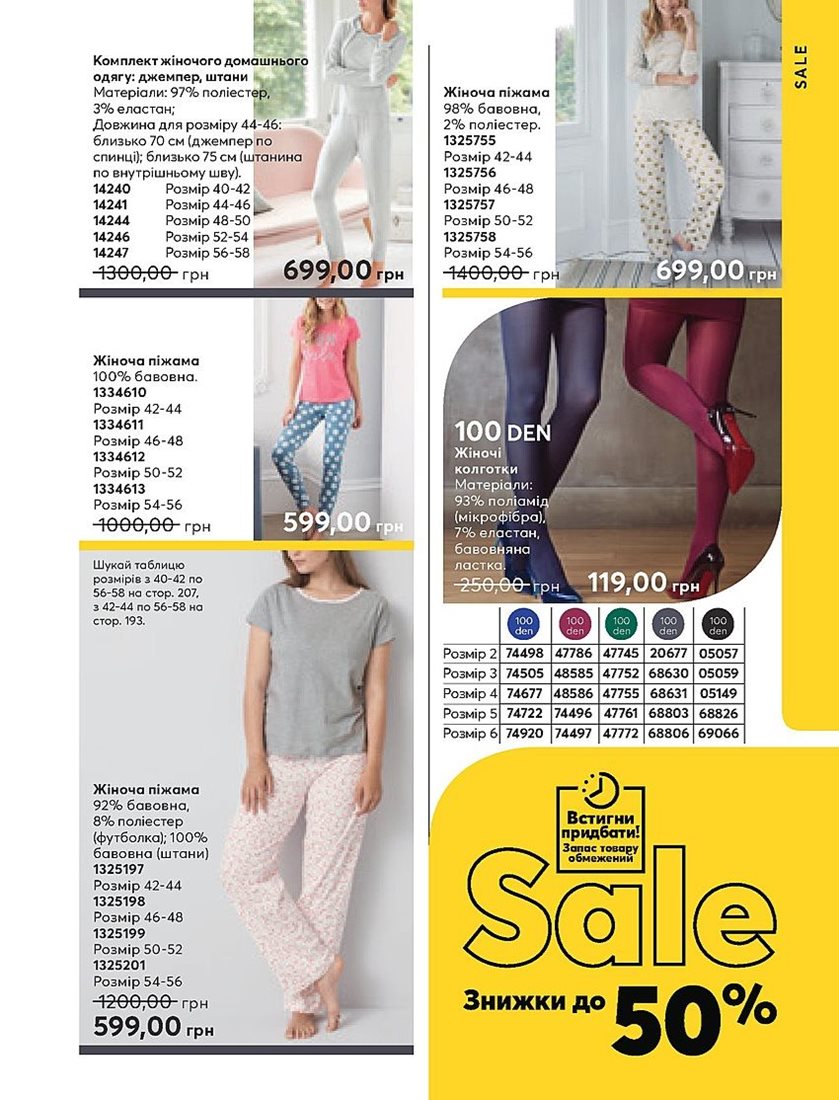 Комплект жіночого домашнього
одягу: джемпер, штани
Матеріали: 97% поліестер,
3% еластан;
Довжина для розміру 44-46:
близько 70 см (джемпер по
спинці); близько 75 см (штанина
по внутрішньому шву).
14240 Розмір 40-42
14241 Розмір 44-46
14244 Розмір 48-50
14246 Розмір 52-54
14247 Розмір 56-58
1300,00 грн
699,00 грн
Жіноча піжама
100% бавовна.
1334610
Розмір 42-44
1334611
Розмір 46-48
1334612
Розмір 50-52
1334613
Розмір 54-56
1000,00 грн
599,00 грн
Шукай таблицю
розмірів з 40-42 по
56-58 на стор. 207,
з 42-44 по 56-58 на
стор. 193.
Жіноча піжама
92% бавовна,
8% поліестер
(футболка); 100%
бавовна (штани)
1325197
Розмір 42-44
1325198
Розмір 46-48
1325199
Розмір 50-52
1325201
Розмір 54-56
1200,00 грн
599,00 грн
Жіноча піжама
98% бавовна,
2% поліестер.
1325755
Розмір 42-44
1325756
Розмір 46-48
1325757
Розмір 50-52
1325758
Розмір 54-56
1400,00 грн
699,00 грн
SALE
100 DEN
Жіночі
колготки
Матеріали:
93% поліамід
(мікрофібра),
7% еластан,
бавовняна
ластка.
250,00 грн
119,00 грн
100 den 100 den 100 den 100 den 100 den
Розмір 2 74498 47786 47745 20677 05057
Розмір 3 74505 48585 47752 68630 05059
Розмір 4 74677 48586 47755 68631 05149
Розмір 5 74722 74496 47761 68803 68826
Розмір 6 74920 74497 47772 68806 69066
Встигни
придбати!
Запас товару
обмежений
Sale
Знижки до 50%